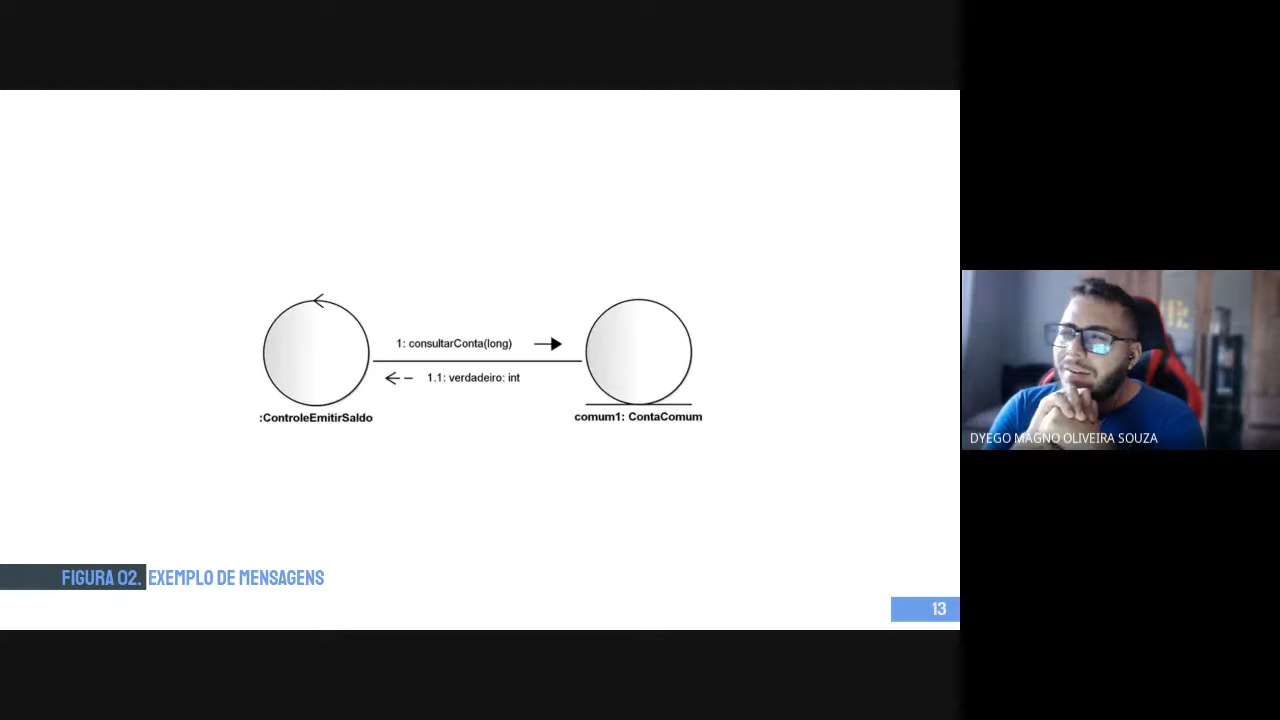 1: consultarConta(long)
1.1: verdadeiro: int
:ControleEmitirSaldo
comum1: ContaComum
FIGURA 02. EXEMPLO DE MENSAGENS
13
DYEGO MAGNO OLIVEIRA SOUZA